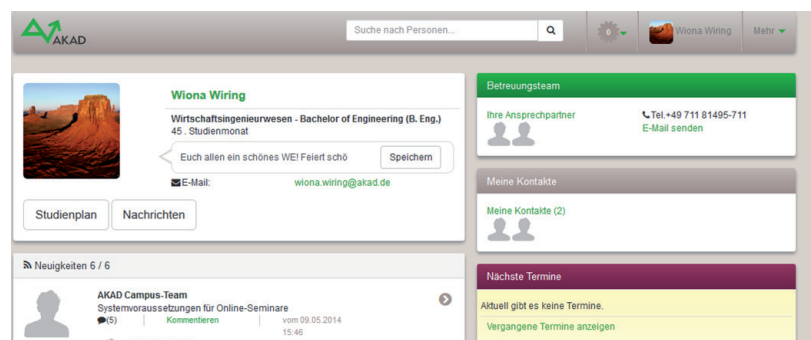 AKAD
Suche nach Personen...
0
Wiona Wiring
Mehr
Wiona Wiring
Wirtschaftsingenieurwesen - Bachelor of Engineering (B. Eng.)
45. Studienmonat
Euch allen ein schönes WE! Feiert schö
Speichern
E-Mail:
wiona.wiring@akad.de
Studienplan
Nachrichten
Neuigkeiten 6 / 6
AKAD Campus-Team
Systemvoraussetzungen für Online-Seminare
(5)
Kommentieren
vom 09.05.2014
15:46
Betreuungsteam
Ihre Ansprechpartner
Tel.+49 711 81495-711
E-Mail senden
Meine Kontakte
Meine Kontakte (2)
Nächste Termine
Aktuell gibt es keine Termine.
Vergangene Termine anzeigen